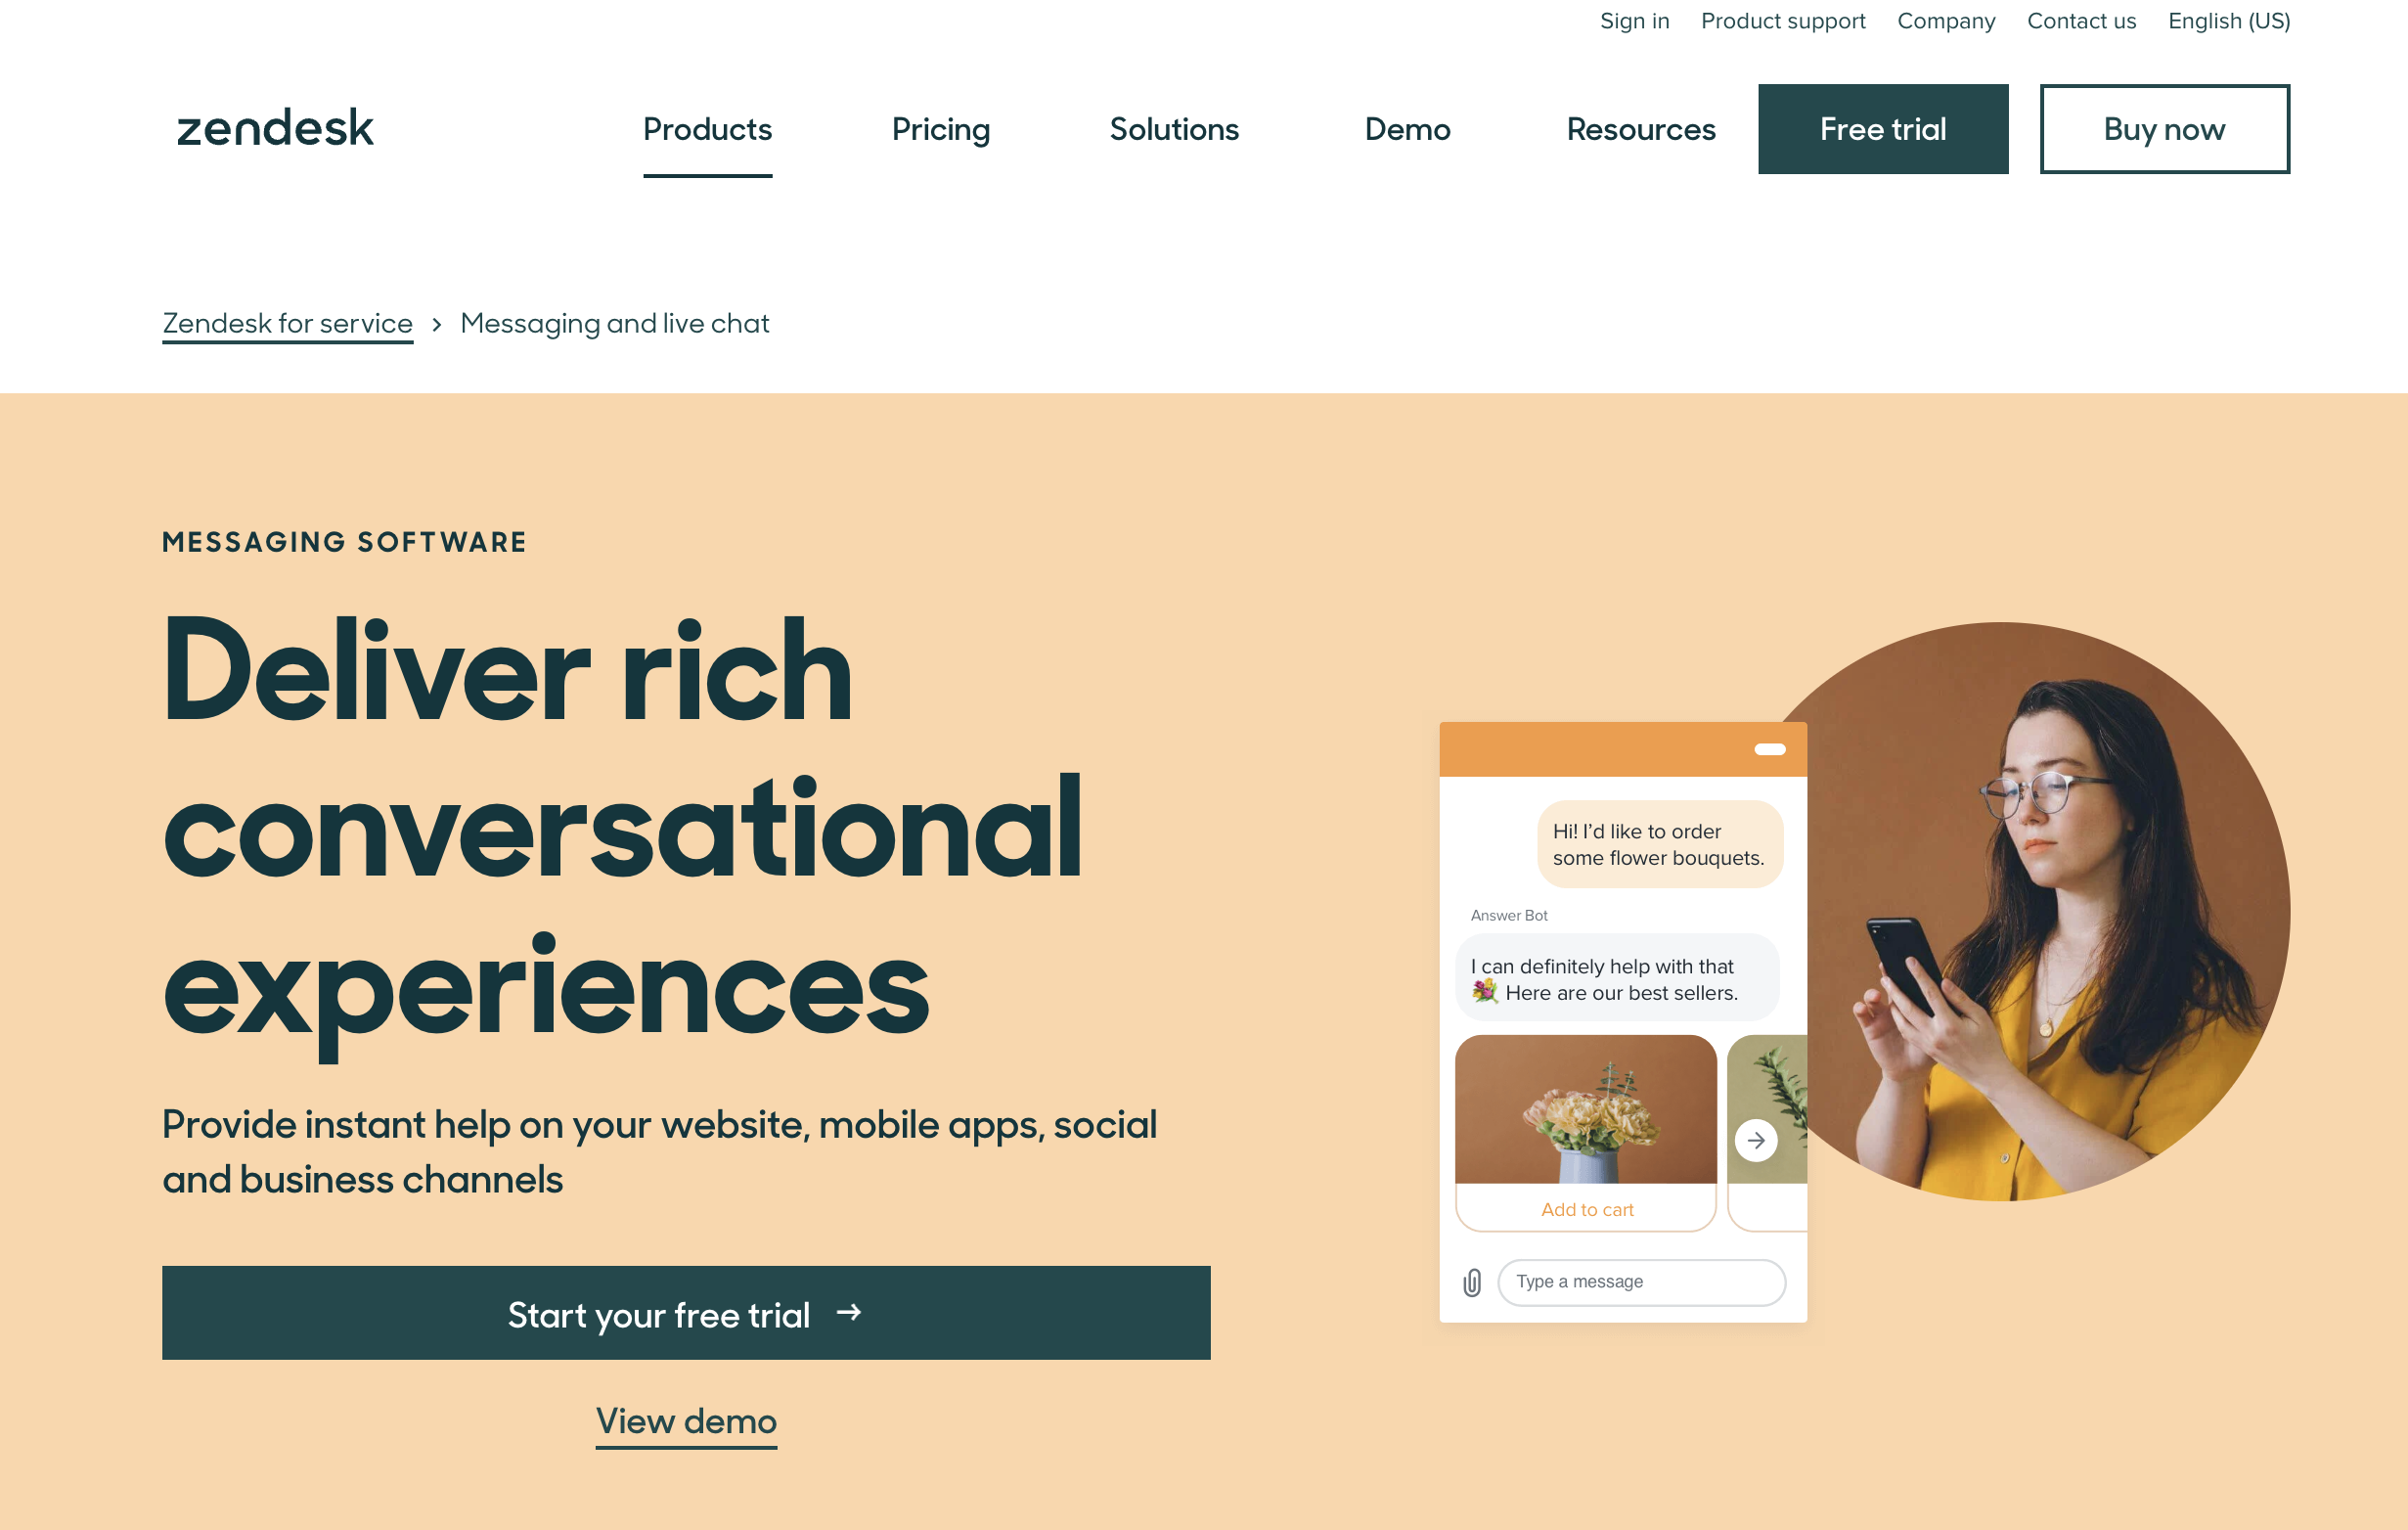 Sign in Product support Company Contact us English (US)
zendesk Products Pricing Solutions Demo Resources Free trial Buy now
Zendesk for service > Messaging and live chat
MESSAGING SOFTWARE
Deliver rich
conversational
experiences
Provide instant help on your website, mobile apps, social
and business channels
Start your free trial →
View demo
Hi! I’d like to order
some flower bouquets.
Answer Bot
I can definitely help with that
💐 Here are our best sellers.
Add to cart
Type a message